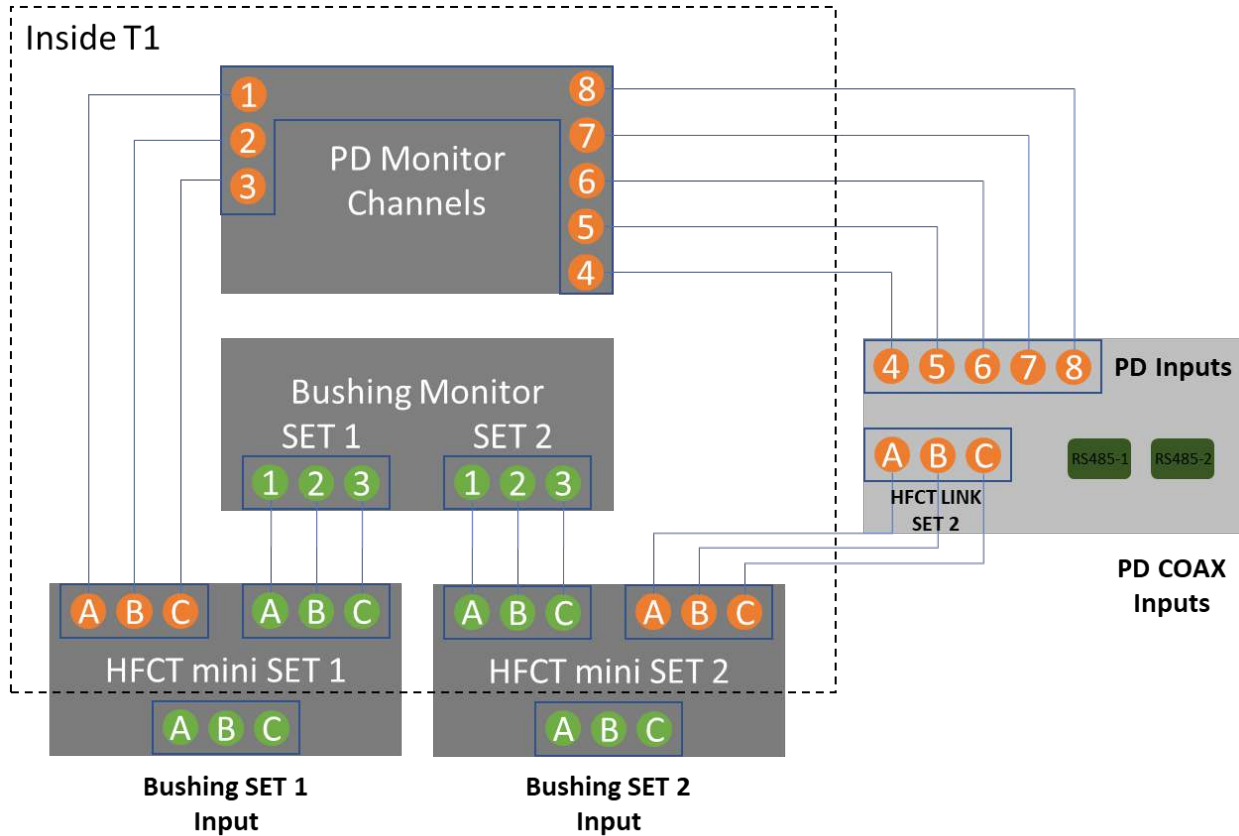 Inside T1
1
2
3
PD Monitor
Channels
8
7
6
5
4
Bushing Monitor
SET 1
SET 2
1 2 3
1 2 3
4 5 6 7 8
PD Inputs
A B C
HFCT LINK
SET 2
RS485-1
RS485-2
PD COAX
Inputs
A B C
A B C
HFCT mini SET 1
A B C
Bushing SET 1
Input
A B C
A B C
HFCT mini SET 2
A B C
Bushing SET 2
Input